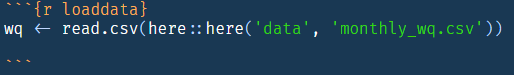 ```{r loaddata}
wq <- read.csv(here::here('data', 'monthly_wq.csv'))
```